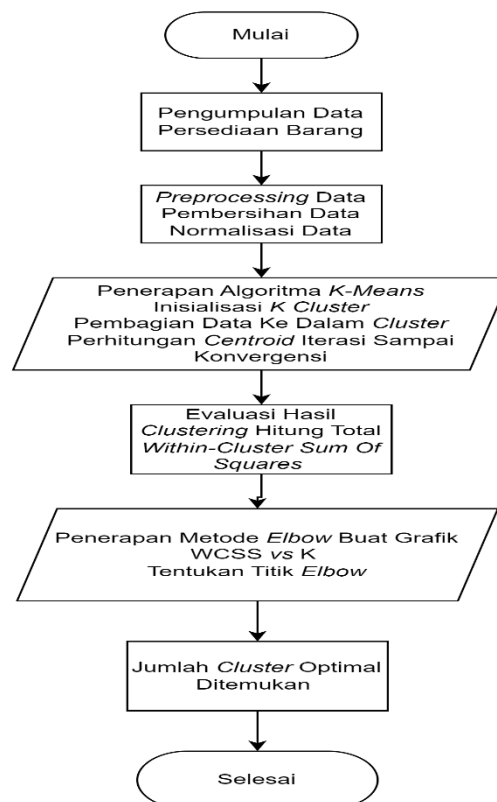 Mulai
Pengumpulan Data
Persediaan Barang
Preprocessing Data
Pembersihan Data
Normalisasi Data
Penerapan Algoritma K-Means
Inisialisasi K Cluster
Pembagian Data Ke Dalam Cluster
Perhitungan Centroid Iterasi Sampai
Konvergensi
Evaluasi Hasil
Clustering Hitung Total
Within-Cluster Sum Of
Squares
Penerapan Metode Elbow Buat Grafik
WCSS vs K
Tentukan Titik Elbow
Jumlah Cluster Optimal
Ditemukan
Selesai